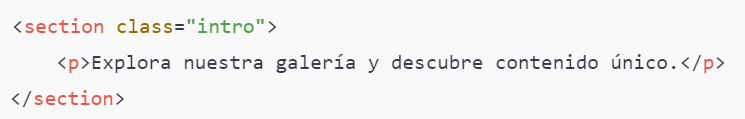 <section class="intro">
    <p>Explora nuestra galería y descubre contenido único.</p>
</section>